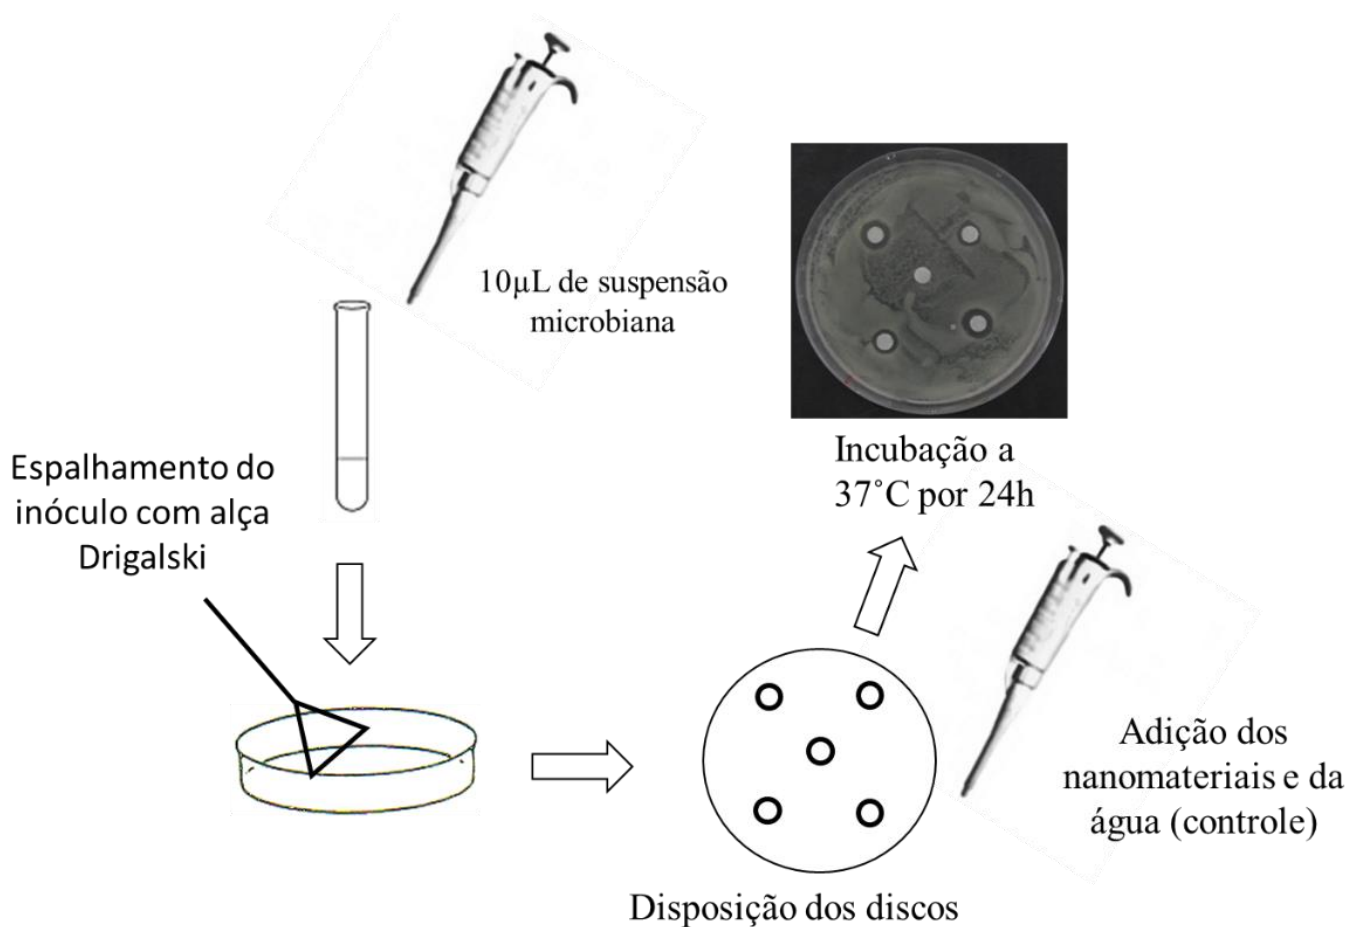 10µL de suspensão
microbiana
Espalhamento do
inóculo com alça
Drigalski
Disposição dos discos
Adição dos
nanomateriais e da
água (controle)
Incubação a
37˚C por 24h